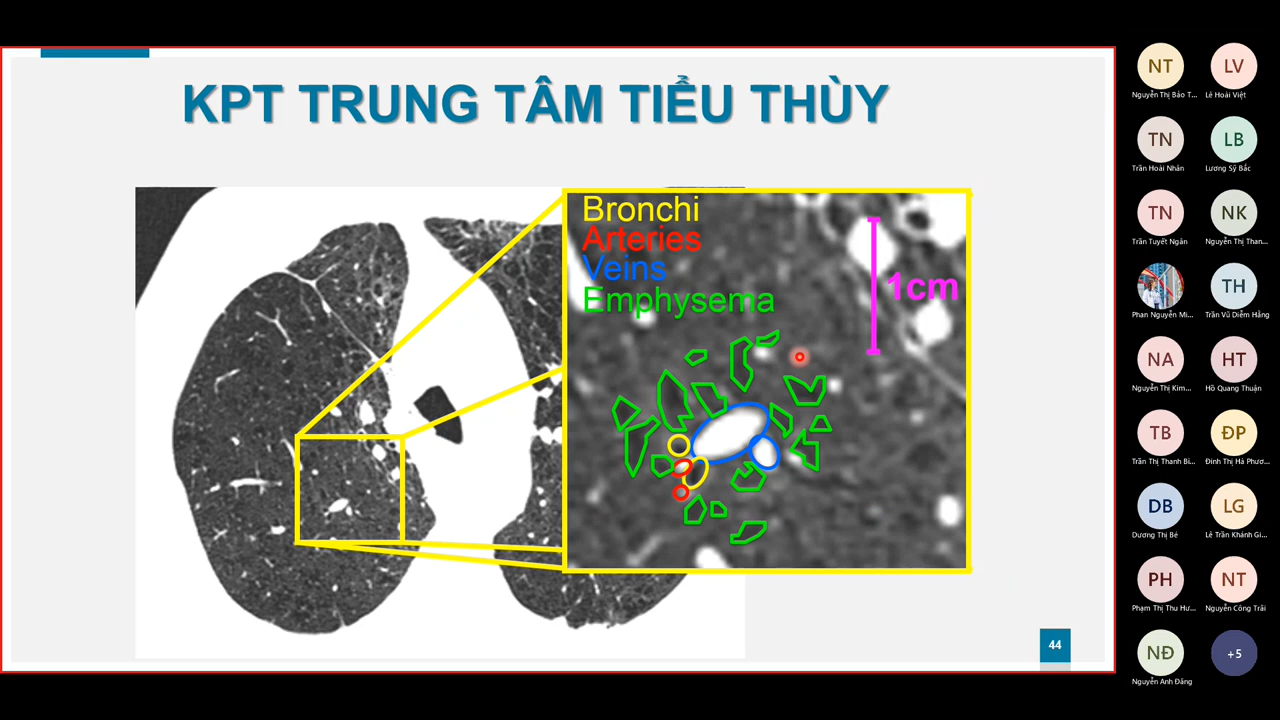 KPT TRUNG TÂM TIỂU THÙY
Bronchi
Arteries
Veins
Emphysema
1cm
44
NT
Nguyễn Thị Bảo T...
LV
Lê Hoài Việt
TN
Trần Hoài Nhân
LB
Lương Sỹ Bắc
TN
Trần Tuyết Ngân
NK
Nguyễn Thị Than...
Phan Nguyễn Mi...
TH
Trần Vũ Diễm Hằng
NA
Nguyễn Thị Kim...
HT
Hồ Quang Thuận
TB
Trần Thị Thanh Bì...
ĐP
Đinh Thị Hà Phươ...
DB
Dương Thị Bé
LG
Lê Trần Khánh Gi...
PH
Phạm Thị Thu Hư...
NT
Nguyễn Công Trãi
NĐ
Nguyễn Anh Đăng
+5